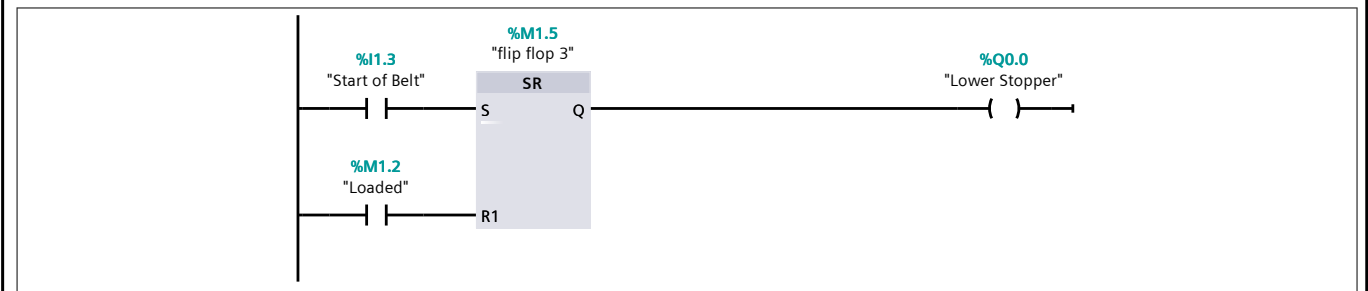 %M1.5
"flip flop 3"
%I1.3
"Start of Belt"
%Q0.0
"Lower Stopper"
SR
S
Q
%M1.2
"Loaded"
R1